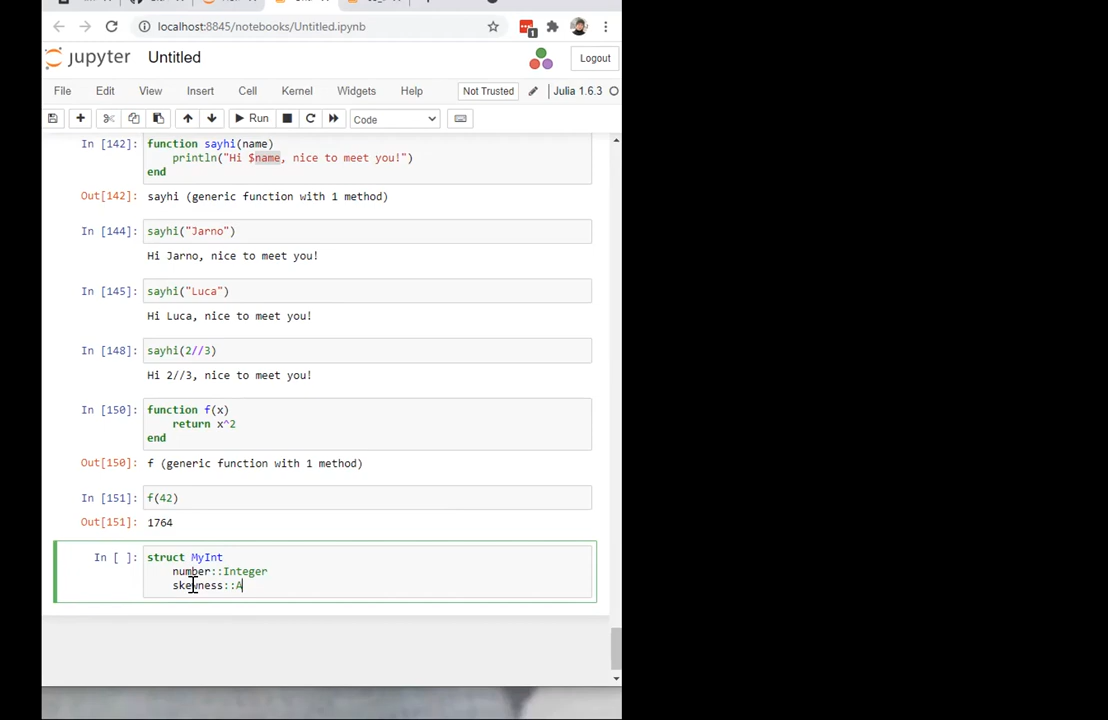 localhost:8845/notebooks/Untitled.ipynb
1
jupyter Untitled
Logout
File Edit View Insert Cell Kernel Widgets Help
Not Trusted
Julia 1.6.3
Run
Code
In [142]: function sayhi(name)
println("Hi $name, nice to meet you!")
end
Out[142]: sayhi (generic function with 1 method)
In [144]: sayhi("Jarno")
Hi Jarno, nice to meet you!
In [145]: sayhi("Luca")
Hi Luca, nice to meet you!
In [148]: sayhi(2//3)
Hi 2//3, nice to meet you!
In [150]: function f(x)
return x^2
end
Out[150]: f (generic function with 1 method)
In [151]: f(42)
Out[151]: 1764
In [ ]: struct MyInt
number::Integer
skewness::A